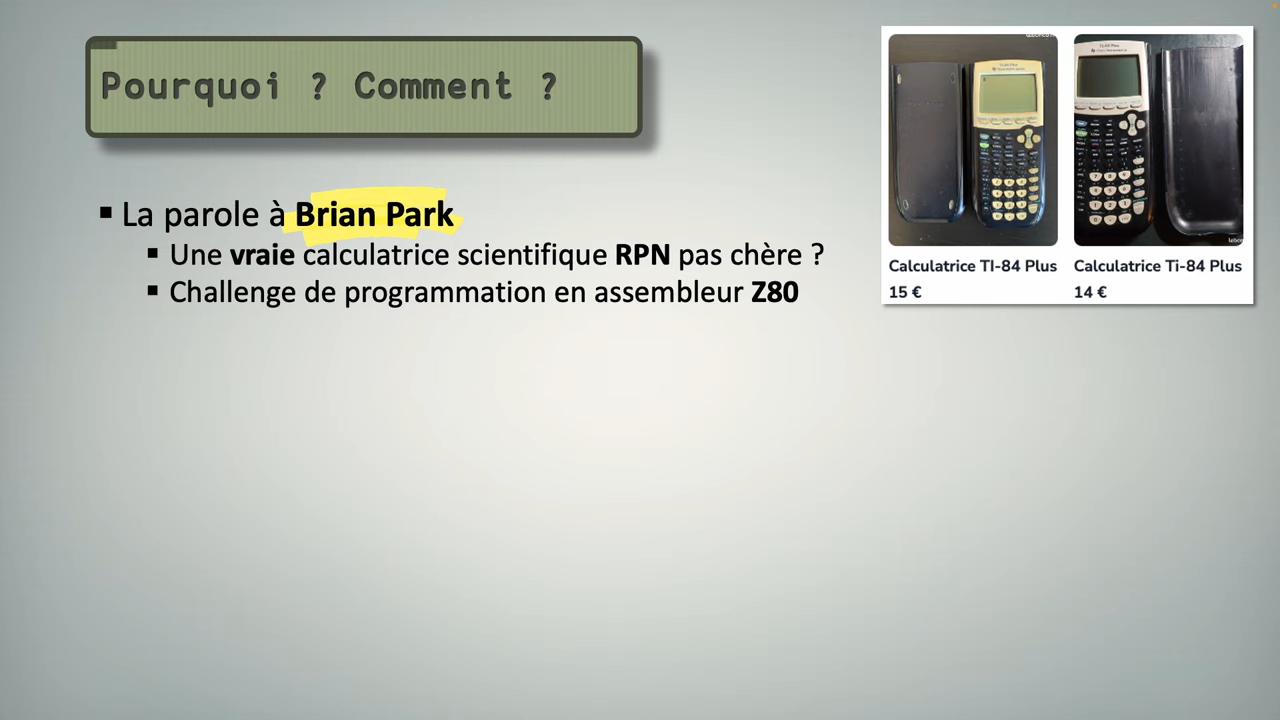 Pourquoi ? Comment ?
La parole à Brian Park
Une vraie calculatrice scientifique RPN pas chère ?
Challenge de programmation en assembleur Z80
Calculatrice TI-84 Plus
15 €
Calculatrice Ti-84 Plus
14 €